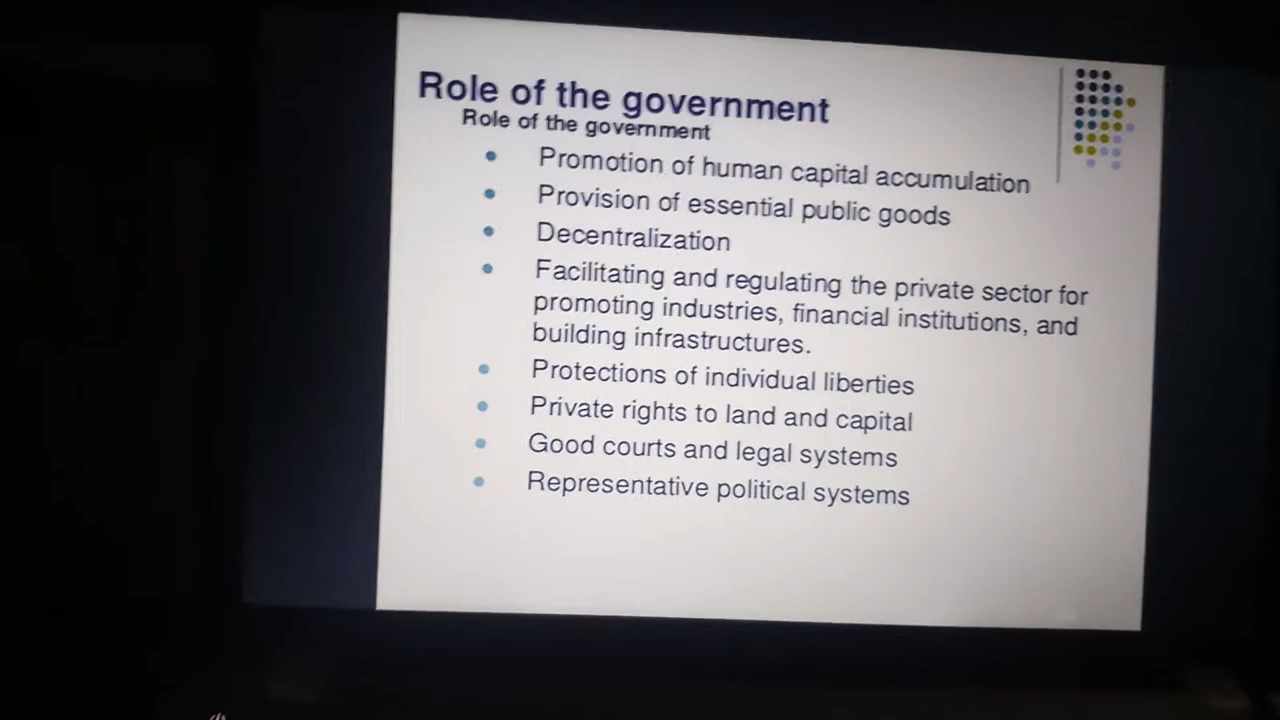 Role of the government
Role of the government
Promotion of human capital accumulation
Provision of essential public goods
Decentralization
Facilitating and regulating the private sector for
promoting industries, financial institutions, and
building infrastructures.
Protections of individual liberties
Private rights to land and capital
Good courts and legal systems
Representative political systems